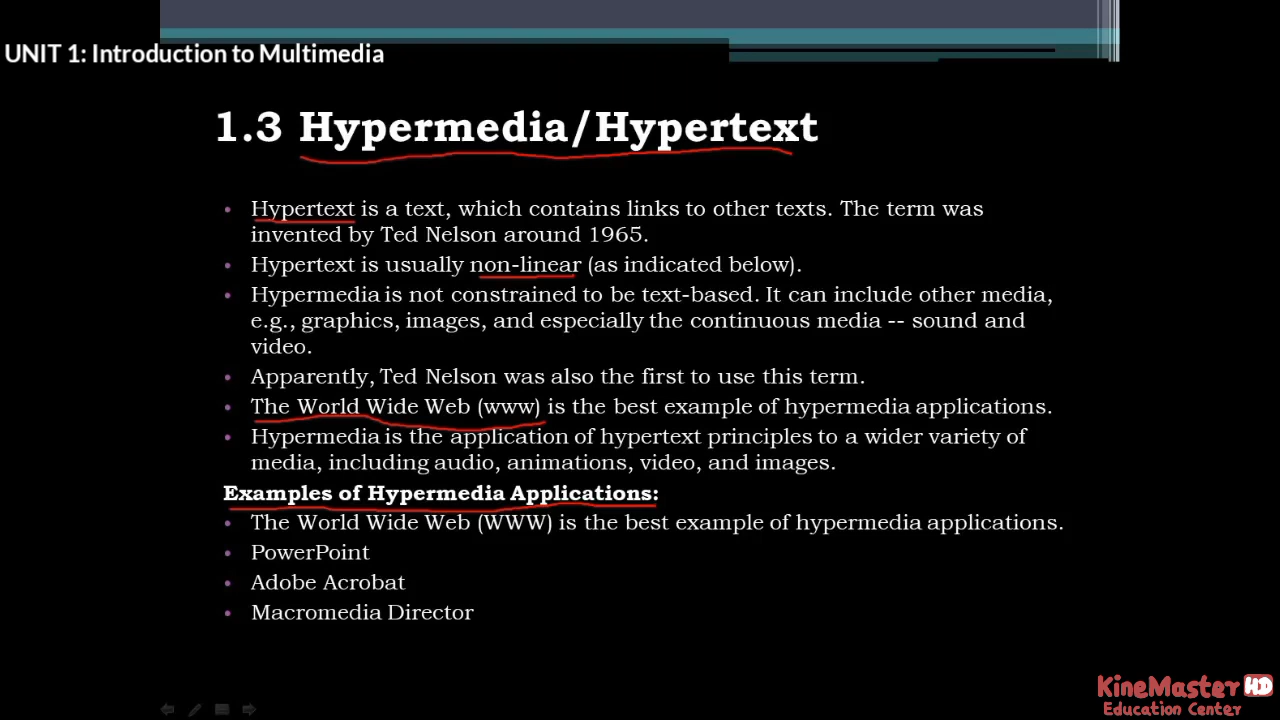 UNIT 1: Introduction to Multimedia
1.3 Hypermedia/Hypertext
• Hypertext is a text, which contains links to other texts. The term was
invented by Ted Nelson around 1965.
• Hypertext is usually non-linear (as indicated below).
• Hypermedia is not constrained to be text-based. It can include other media,
e.g., graphics, images, and especially the continuous media -- sound and
video.
• Apparently, Ted Nelson was also the first to use this term.
• The World Wide Web (www) is the best example of hypermedia applications.
• Hypermedia is the application of hypertext principles to a wider variety of
media, including audio, animations, video, and images.
Examples of Hypermedia Applications:
• The World Wide Web (WWW) is the best example of hypermedia applications.
• PowerPoint
• Adobe Acrobat
• Macromedia Director
KineMaster HD
Education Center